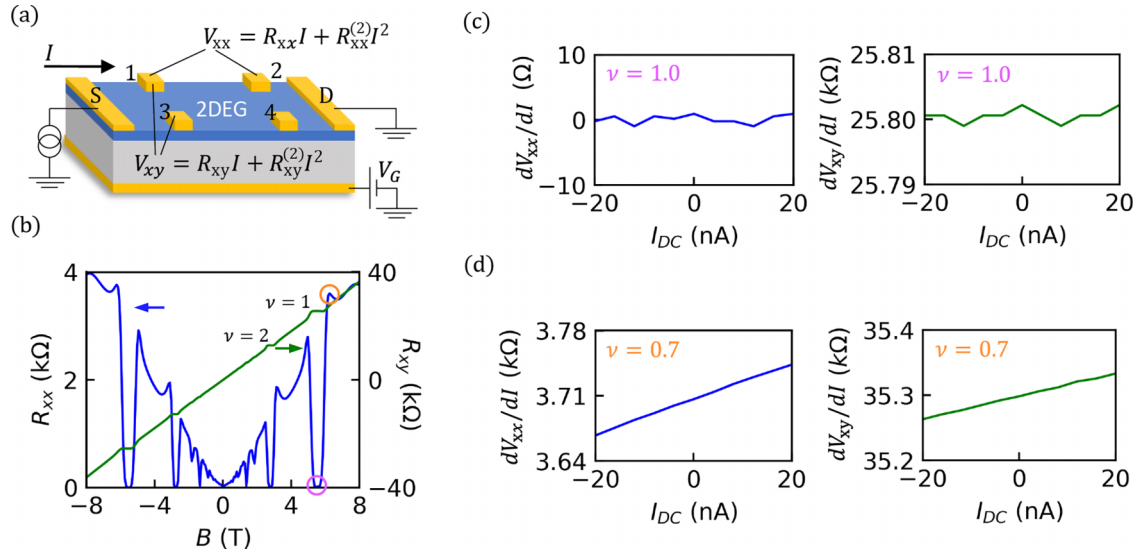 (a)
V_xx = R_xx I + R_xx^(2) I^2
I
1
2
S
3
2DEG
4
D
V_xy = R_xy I + R_xy^(2) I^2
V_G
(b)
4
2
0
R_xx (kΩ)
ν = 1
ν = 2
40
0
−40
R_xy (kΩ)
−8 −4 0 4 8
B (T)
(c)
10
0
−10
dV_xx/dI (Ω)
ν = 1.0
−20 0 20
I_DC (nA)
25.83
25.82
25.80
25.79
dV_xy/dI (kΩ)
ν = 1.0
−20 0 20
I_DC (nA)
(d)
3.78
3.71
3.64
dV_xx/dI (kΩ)
ν = 0.7
−20 0 20
I_DC (nA)
35.4
35.3
35.2
dV_xy/dI (kΩ)
ν = 0.7
−20 0 20
I_DC (nA)